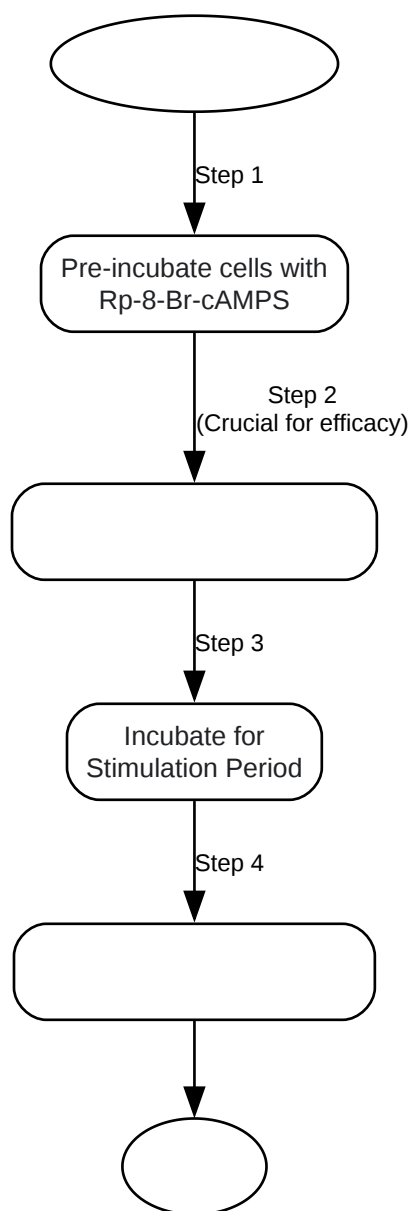 Step 1
Pre-incubate cells with
Rp-8-Br-cAMPS
Step 2
(Crucial for efficacy)
Step 3
Incubate for
Stimulation Period
Step 4